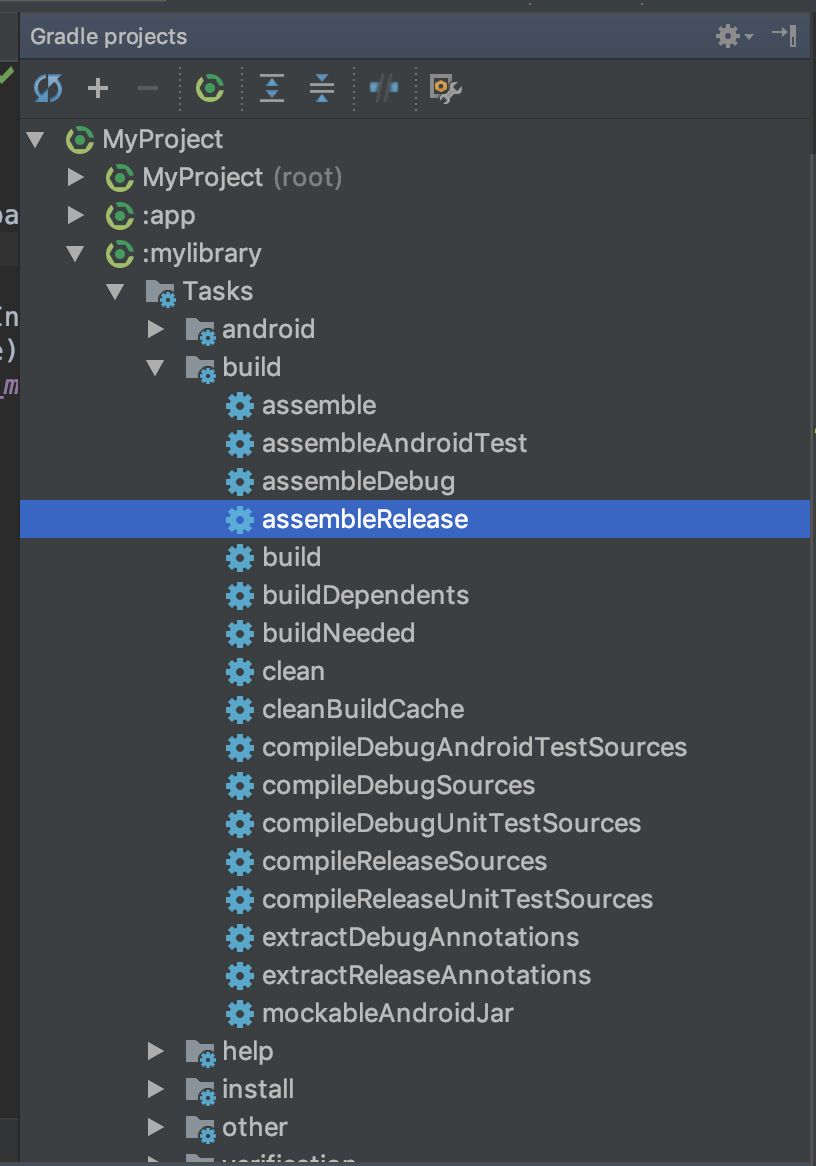 Gradle projects
MyProject
MyProject (root)
:app
:mylibrary
Tasks
android
build
assemble
assembleAndroidTest
assembleDebug
assembleRelease
build
buildDependents
buildNeeded
clean
cleanBuildCache
compileDebugAndroidTestSources
compileDebugSources
compileDebugUnitTestSources
compileReleaseSources
compileReleaseUnitTestSources
extractDebugAnnotations
extractReleaseAnnotations
mockableAndroidJar
help
install
other
verification